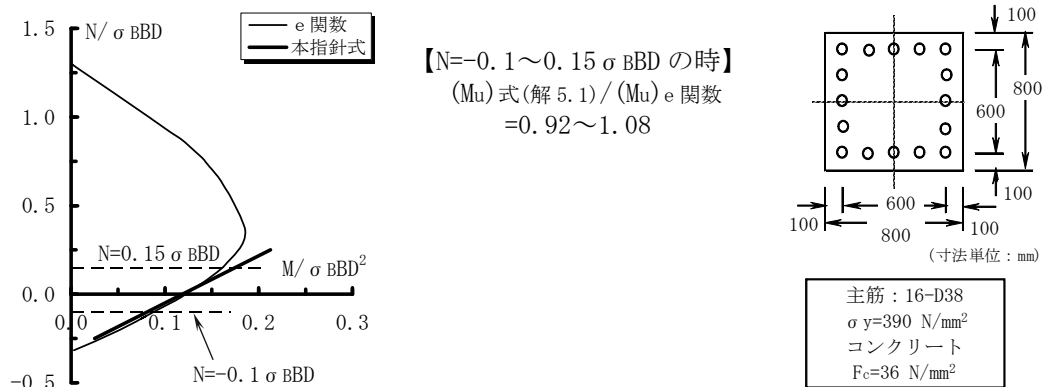 1.5
N/σBBD
e 関数
本指針式
1.0
0.5
N=0.15σBBD
M/σBBD²
0.0
0.0 0.1 0.2 0.3
N=-0.1σBBD
-0.5
【N=-0.1～0.15σBBD の時】
(Mu)式(解 5.1)/(Mu)e 関数
=0.92～1.08
100
800
600
100
600
100
100
800
(寸法単位：mm)
主筋：16-D38
σy=390 N/mm²
コンクリート
Fc=36 N/mm²